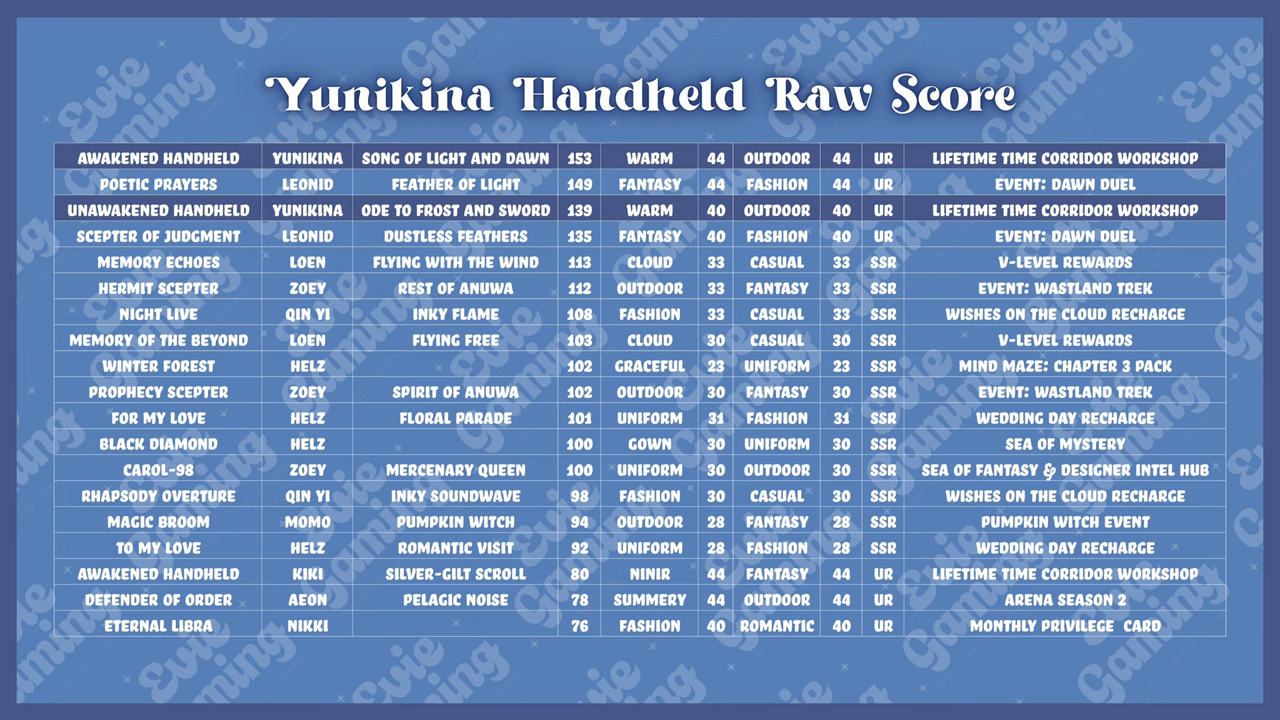 Yunikina Handheld Raw Score
AWAKENED HANDHELD YUNIKINA SONG OF LIGHT AND DAWN 153 WARM 44 OUTDOOR 44 UR LIFETIME TIME CORRIDOR WORKSHOP
POETIC PRAYERS LEONID FEATHER OF LIGHT 149 FANTASY 44 FASHION 44 UR EVENT: DAWN DUEL
UNAWAKENED HANDHELD YUNIKINA ODE TO FROST AND SWORD 139 WARM 40 OUTDOOR 40 UR LIFETIME TIME CORRIDOR WORKSHOP
SCEPTER OF JUDGMENT LEONID DUSTLESS FEATHERS 135 FANTASY 40 FASHION 40 UR EVENT: DAWN DUEL
MEMORY ECHOES LOEN FLYING WITH THE WIND 113 CLOUD 33 CASUAL 33 SSR V-LEVEL REWARDS
HERMIT SCEPTER ZOEY REST OF ANUWA 112 OUTDOOR 33 FANTASY 33 SSR EVENT: WASTLAND TREK
NIGHT LIVE QIN YI INKY FLAME 108 FASHION 33 CASUAL 33 SSR WISHES ON THE CLOUD RECHARGE
MEMORY OF THE BEYOND LOEN FLYING FREE 103 CLOUD 30 CASUAL 30 SSR V-LEVEL REWARDS
WINTER FOREST HELZ 102 GRACEFUL 23 UNIFORM 23 SSR MIND MAZE: CHAPTER 3 PACK
PROPHECY SCEPTER ZOEY SPIRIT OF ANUWA 102 OUTDOOR 30 FANTASY 30 SSR EVENT: WASTLAND TREK
FOR MY LOVE HELZ FLORAL PARADE 101 UNIFORM 31 FASHION 31 SSR WEDDING DAY RECHARGE
BLACK DIAMOND HELZ 100 GOWN 30 UNIFORM 30 SSR SEA OF MYSTERY
CAROL-98 ZOEY MERCENARY QUEEN 100 UNIFORM 30 OUTDOOR 30 SSR SEA OF FANTASY & DESIGNER INTEL HUB
RHAPSODY OVERTURE QIN YI INKY SOUNDWAVE 98 FASHION 30 CASUAL 30 SSR WISHES ON THE CLOUD RECHARGE
MAGIC BROOM MOMO PUMPKIN WITCH 94 OUTDOOR 28 FANTASY 28 SSR PUMPKIN WITCH EVENT
TO MY LOVE HELZ ROMANTIC VISIT 92 UNIFORM 28 FASHION 28 SSR WEDDING DAY RECHARGE
AWAKENED HANDHELD KIKI SILVER-GILT SCROLL 80 NINIR 44 FANTASY 44 UR LIFETIME TIME CORRIDOR WORKSHOP
DEFENDER OF ORDER AEON PELAGIC NOISE 78 SUMMERY 44 OUTDOOR 44 UR ARENA SEASON 2
ETERNAL LIBRA NIKKI 76 FASHION 40 ROMANTIC 40 UR MONTHLY PRIVILEGE CARD
Evie Gaming